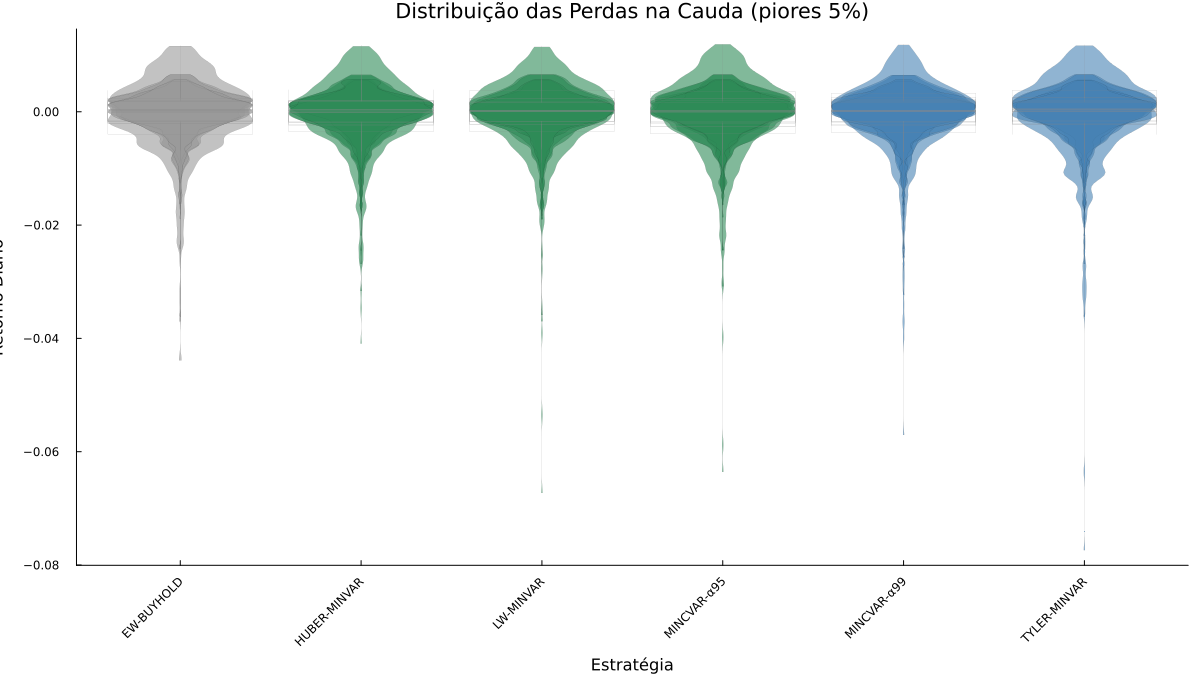 Distribuição das Perdas na Cauda (piores 5%)
0.00
−0.02
−0.04
−0.06
−0.08
EW-BUYHOLD
HUBER-MINVAR
LW-MINVAR
MINCVAR-α95
MINCVAR-α99
TYLER-MINVAR
Estratégia